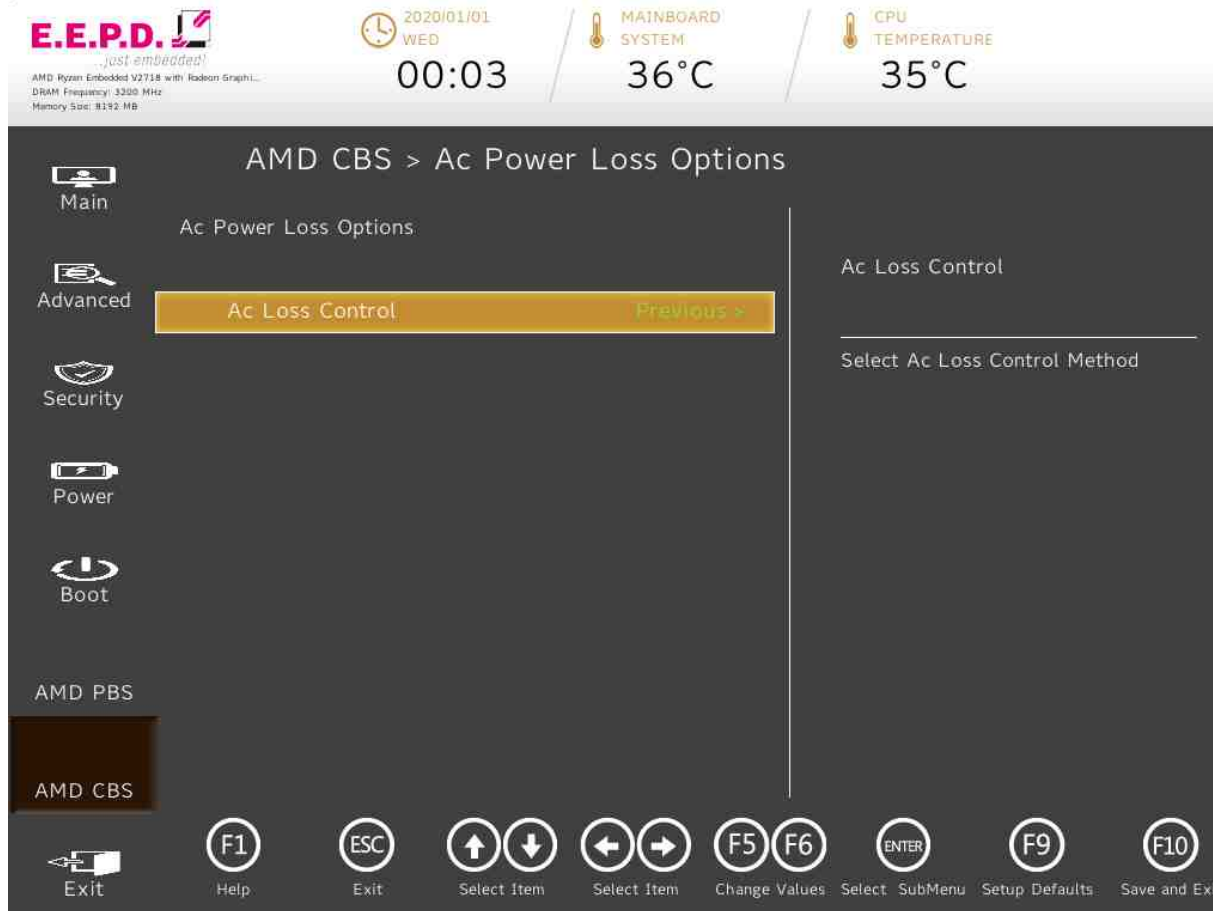 E.E.P.D.
...just embedded!
AMD Ryzen Embedded V2718 with Radeon Graphi...
DRAM Frequency: 3200 MHz
Memory Size: 8192 MB
2020/01/01
WED
00:03
MAINBOARD
SYSTEM
36°C
CPU
TEMPERATURE
35°C
AMD CBS > Ac Power Loss Options
Main
Advanced
Security
Power
Boot
AMD PBS
AMD CBS
Exit
Ac Power Loss Options
Ac Loss Control Previous >
Ac Loss Control
Select Ac Loss Control Method
F1
Help
ESC
Exit
Select Item
Select Item
F5 F6
Change Values
ENTER
Select SubMenu
F9
Setup Defaults
F10
Save and Ex